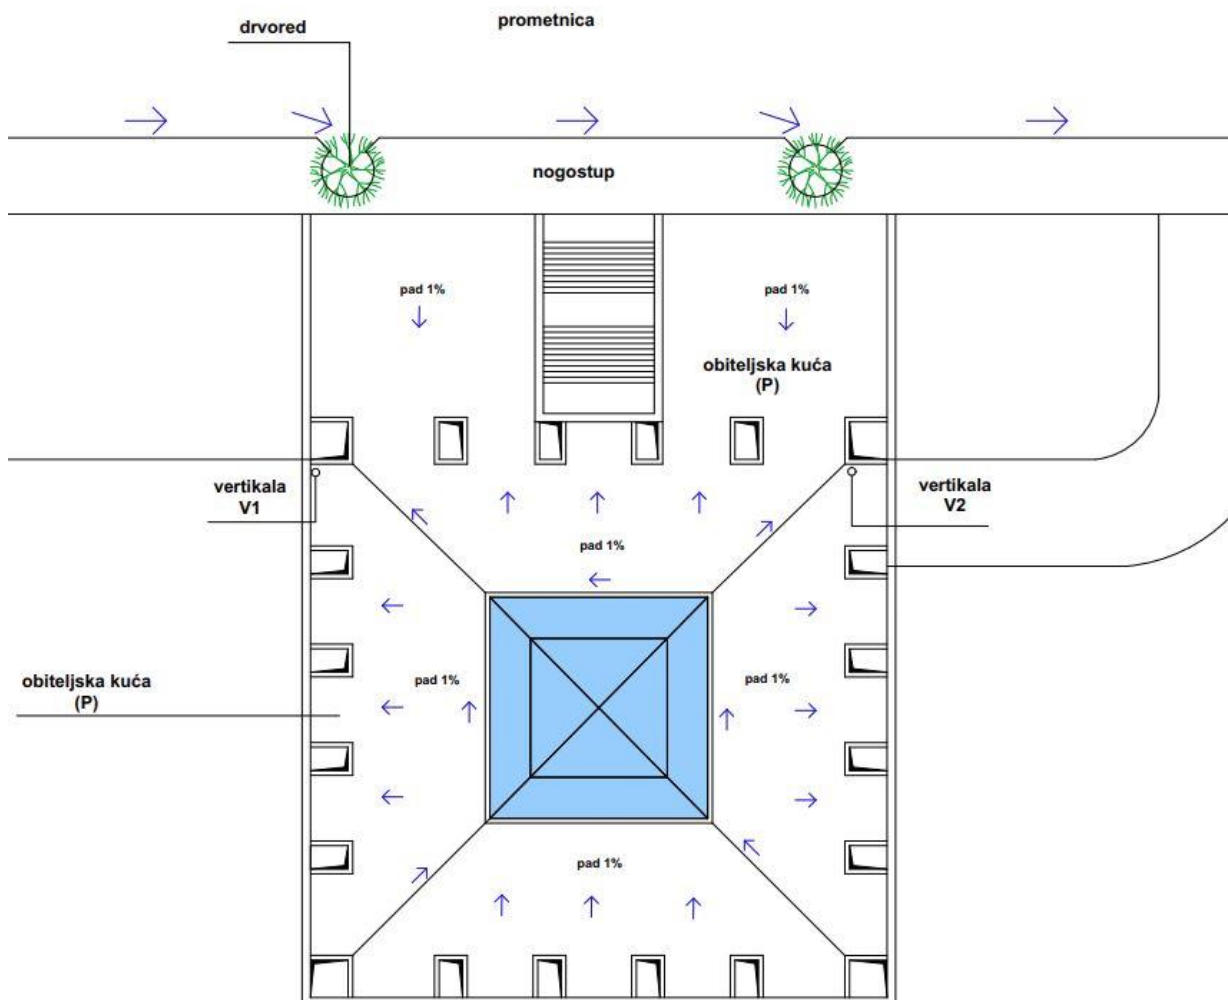 prometnica
drvored
nogostup
pad 1%
pad 1%
obiteljska kuća
(P)
vertikala
V1
vertikala
V2
pad 1%
obiteljska kuća
(P)
pad 1%
pad 1%
pad 1%